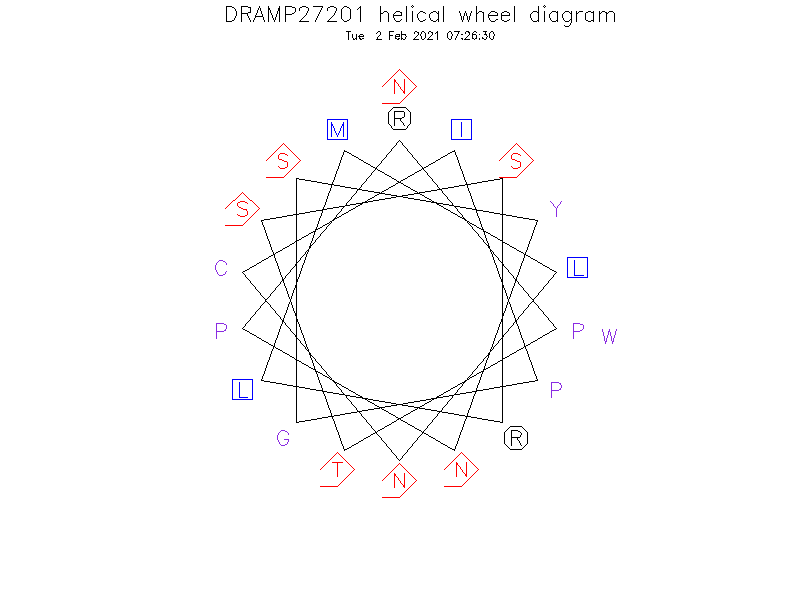 DRAMP27201 helical wheel diagram
Tue 2 Feb 2021 07:26:30
N
R
M I
S S
S Y
C L
P P W
L P
G R
T N N